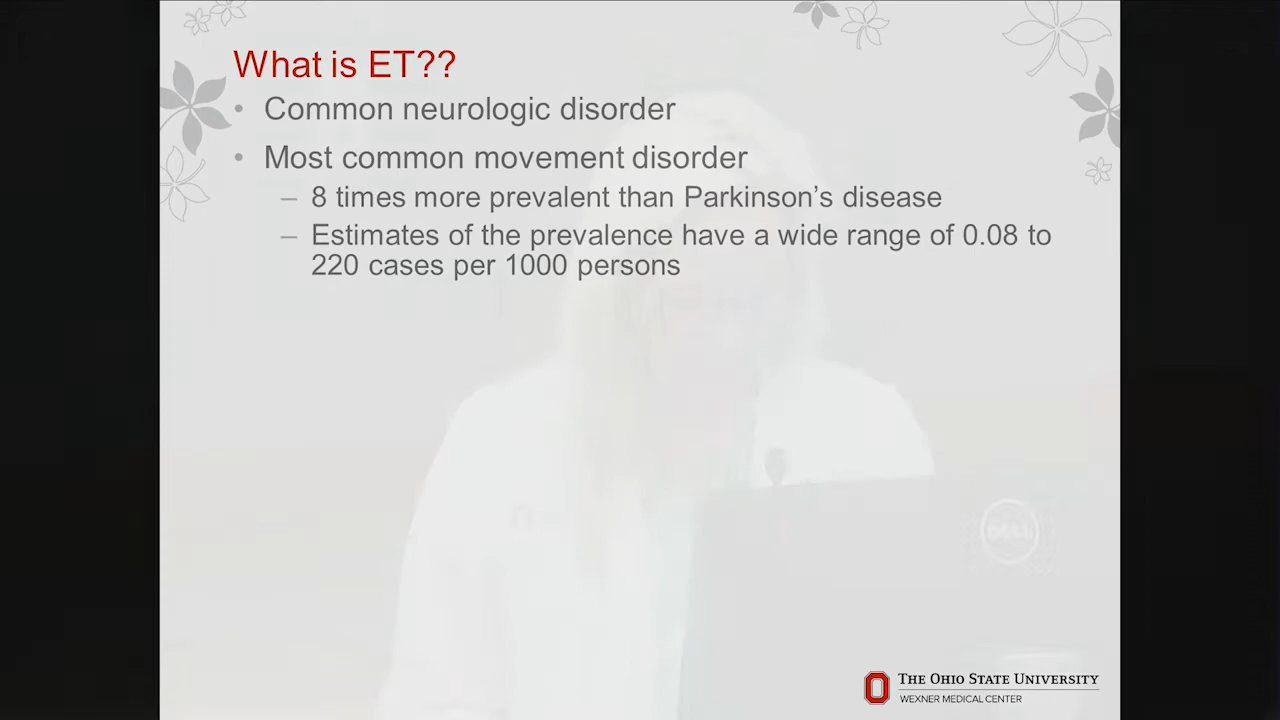 What is ET??
• Common neurologic disorder
• Most common movement disorder
– 8 times more prevalent than Parkinson’s disease
– Estimates of the prevalence have a wide range of 0.08 to
220 cases per 1000 persons
DELL
THE OHIO STATE UNIVERSITY
WEXNER MEDICAL CENTER